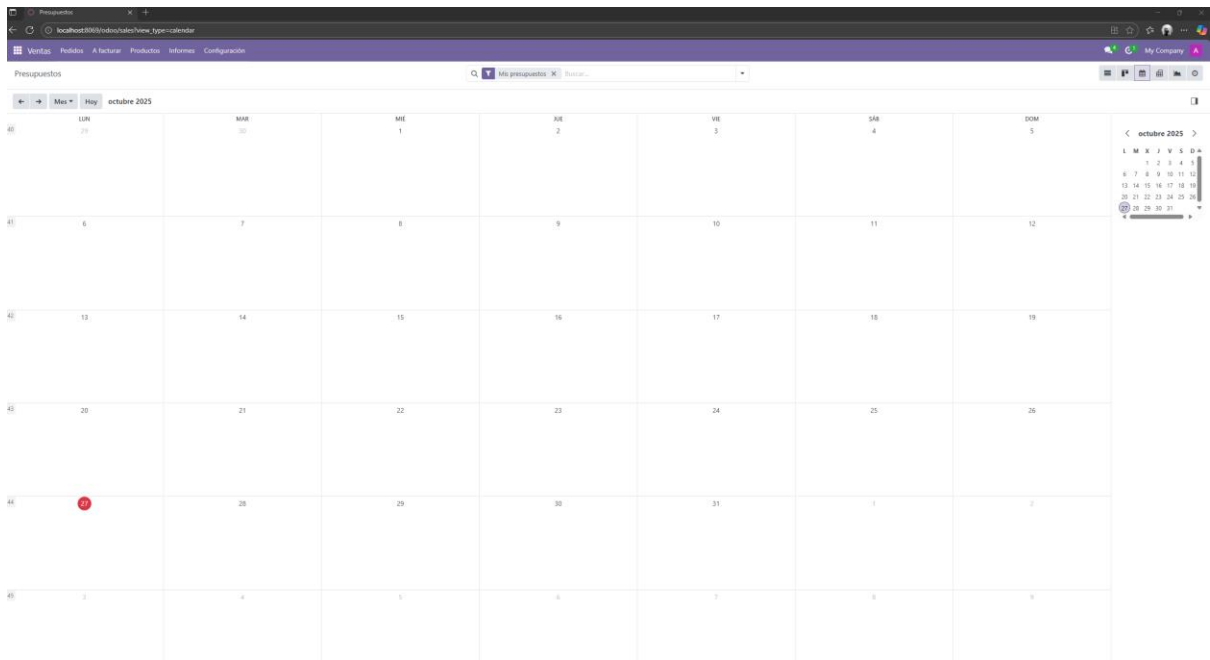 Presupuestos
localhost:8069/odoo/sales?view_type=calendar
Ventas Pedidos A facturar Productos Informes Configuración My Company A
Presupuestos Mis presupuestos Buscar...
Mes Hoy octubre 2025
LUN MAR MIÉ JUE VIE SÁB DOM
40 29 30 1 2 3 4 5
41 6 7 8 9 10 11 12
42 13 14 15 16 17 18 19
43 20 21 22 23 24 25 26
44 27 28 29 30 31 1 2
45 3 4 5 6 7 8 9
octubre 2025
L M X J V S D
1 2 3 4 5
6 7 8 9 10 11 12
13 14 15 16 17 18 19
20 21 22 23 24 25 26
27 28 29 30 31